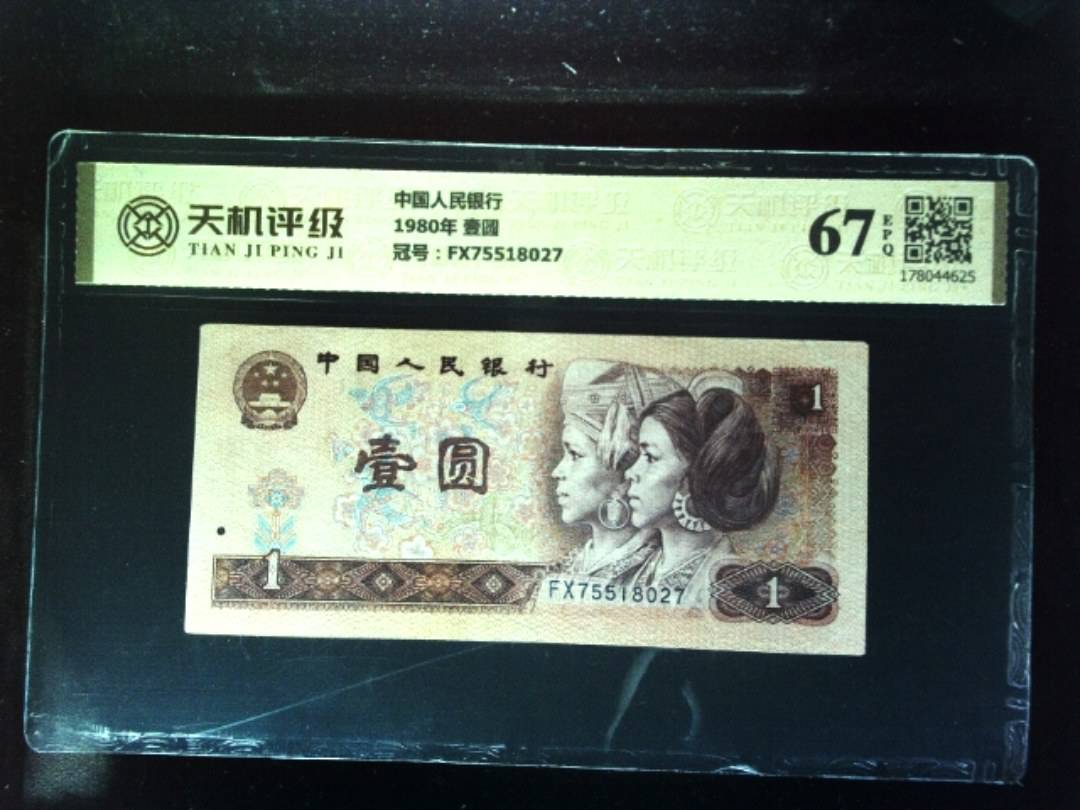 天机评级
TIAN JI PING JI
中国人民银行
1980年 壹圆
冠号：FX75518027
67
EPQ
178044625
中国人民银行
1
壹圆
1
FX75518027
1